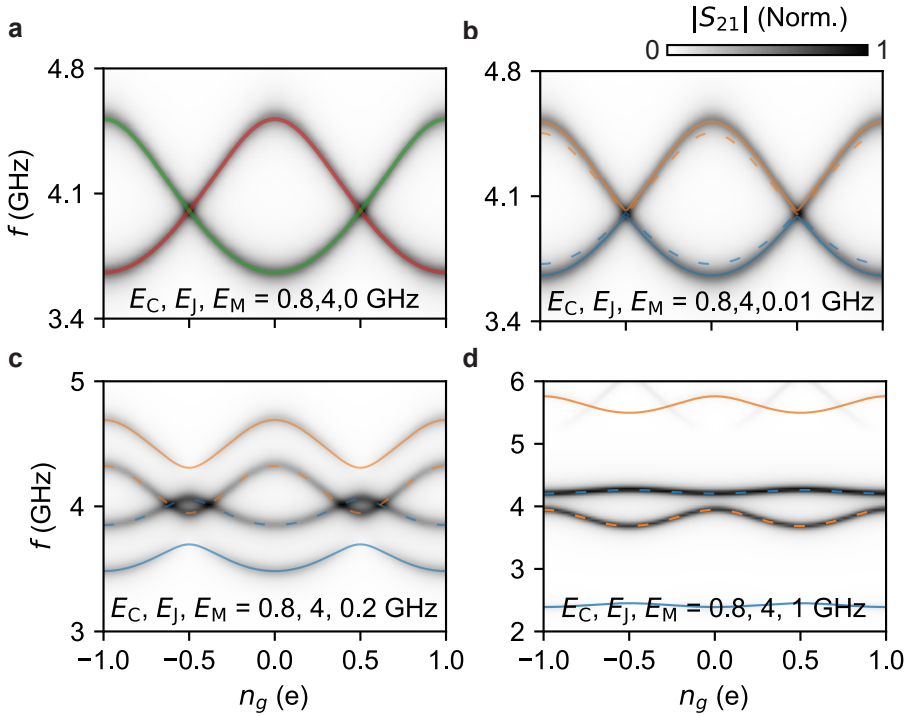 a
b
|S21| (Norm.)
0 1
4.8
4.1
3.4
f (GHz)
EC, EJ, EM = 0.8,4,0 GHz
4.8
4.1
3.4
EC, EJ, EM = 0.8,4,0.01 GHz
c
d
5
4
3
f (GHz)
EC, EJ, EM = 0.8, 4, 0.2 GHz
−1.0 −0.5 0.0 0.5 1.0
ng (e)
6
5
4
3
2
EC, EJ, EM = 0.8, 4, 1 GHz
−1.0 −0.5 0.0 0.5 1.0
ng (e)